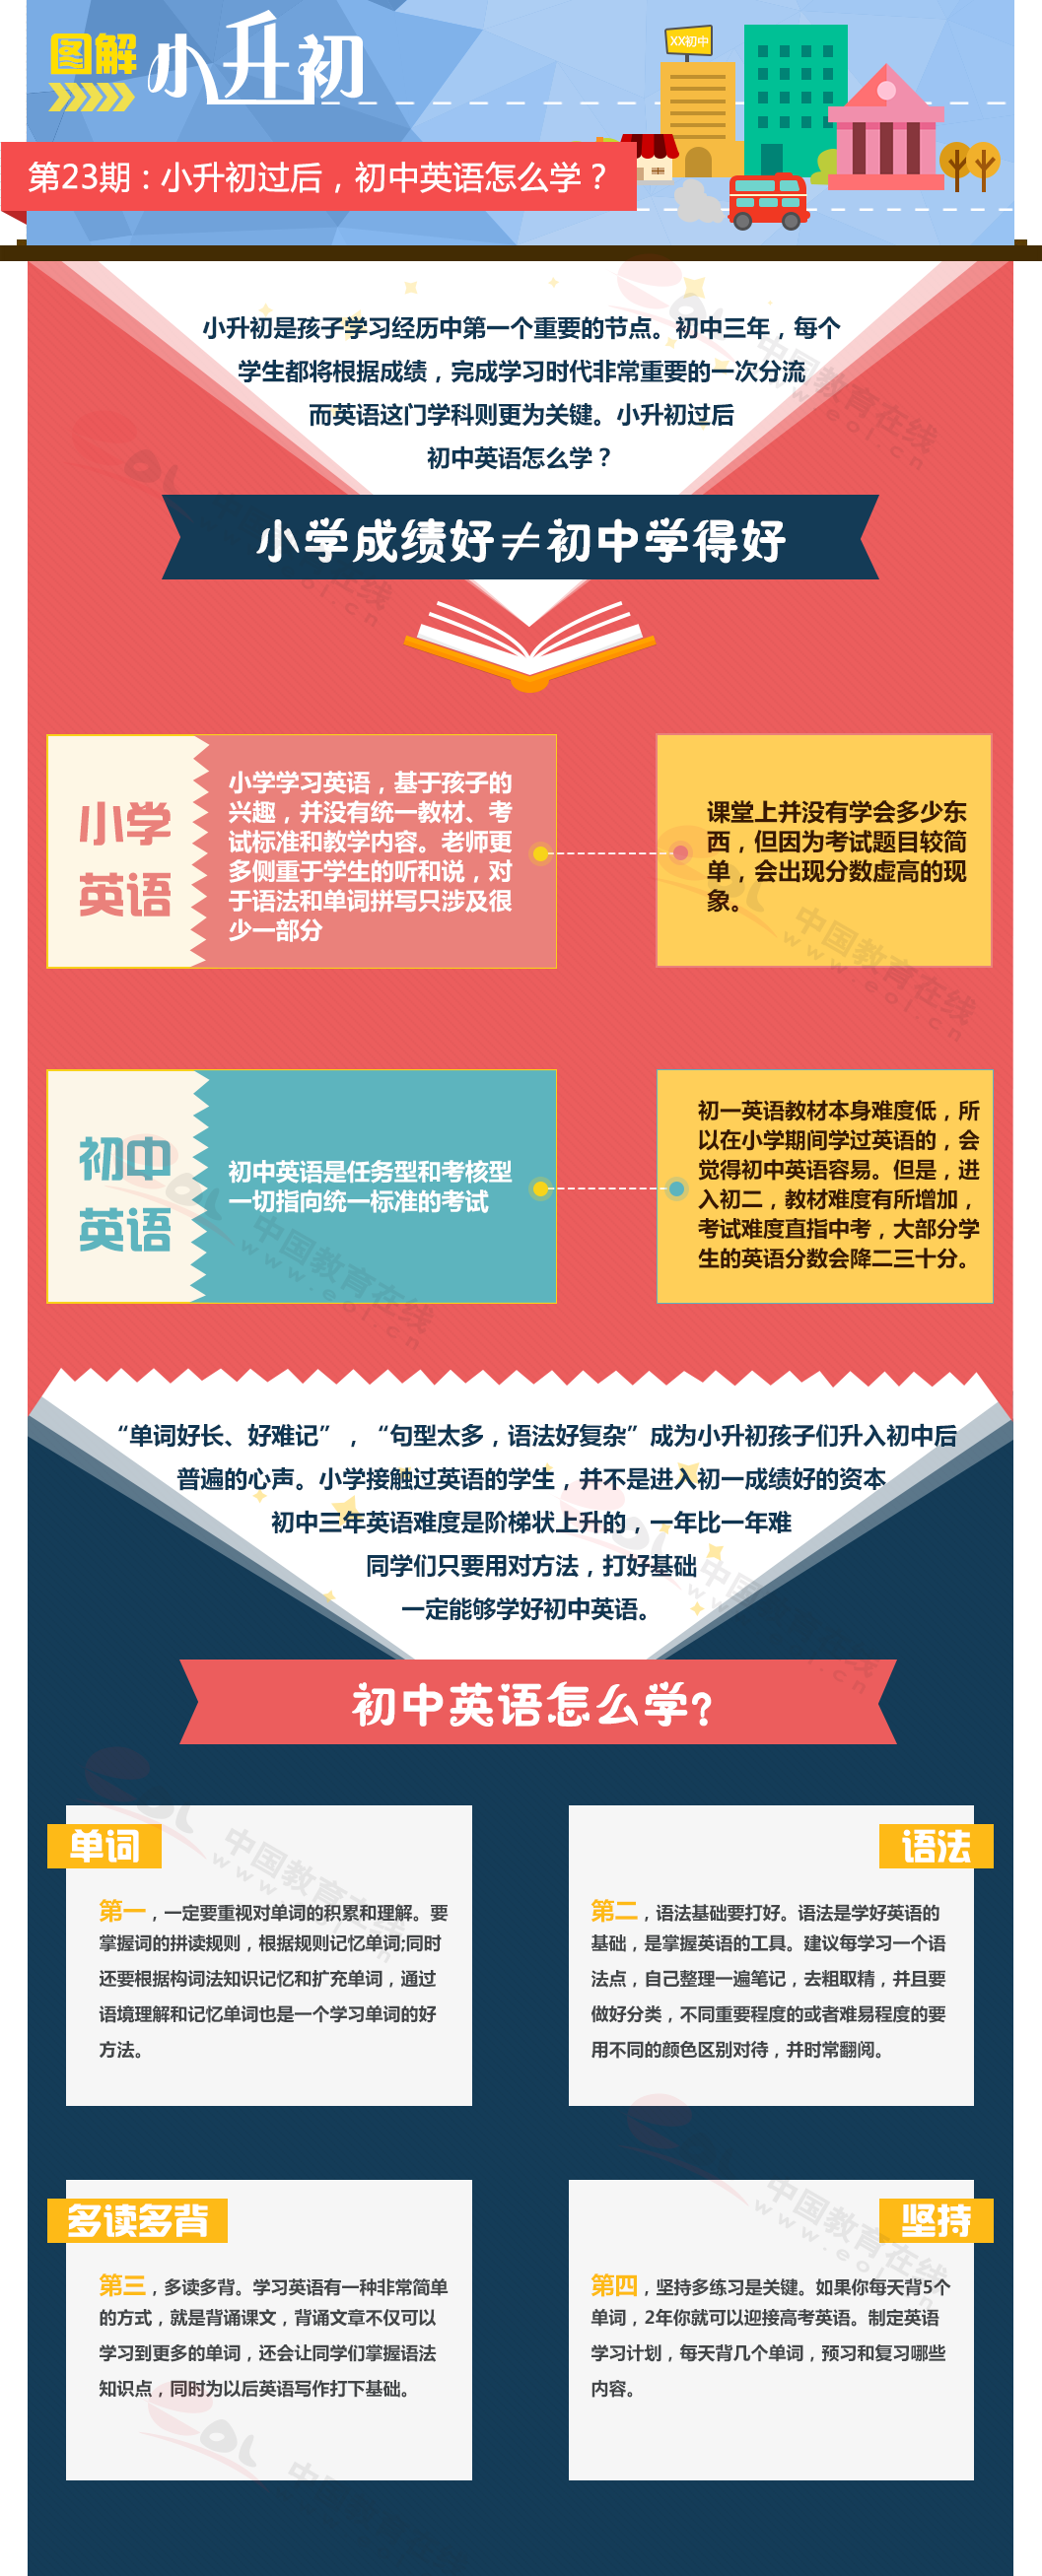 图解
小升初
XX初中
第23期：小升初过后，初中英语怎么学？
小升初是孩子学习经历中第一个重要的节点。初中三年，每个
学生都将根据成绩，完成学习时代非常重要的一次分流
而英语这门学科则更为关键。小升初过后
初中英语怎么学？
小学成绩好≠初中学得好
小学
英语
小学学习英语，基于孩子的
兴趣，并没有统一教材、考
试标准和教学内容。老师更
多侧重于学生的听和说，对
于语法和单词拼写只涉及很
少一部分
课堂上并没有学会多少东
西，但因为考试题目较简
单，会出现分数虚高的现
象。
初中
英语
初中英语是任务型和考核型
一切指向统一标准的考试
初一英语教材本身难度低，所
以在小学期间学过英语的，会
觉得初中英语容易。但是，进
入初二，教材难度有所增加，
考试难度直指中考，大部分学
生的英语分数会降二三十分。
“单词好长、好难记”，“句型太多，语法好复杂”成为小升初孩子们升入初中后
普遍的心声。小学接触过英语的学生，并不是进入初一成绩好的资本
初中三年英语难度是阶梯状上升的，一年比一年难
同学们只要用对方法，打好基础
一定能够学好初中英语。
初中英语怎么学？
单词
第一，一定要重视对单词的积累和理解。要
掌握词的拼读规则，根据规则记忆单词;同时
还要根据构词法知识记忆和扩充单词，通过
语境理解和记忆单词也是一个学习单词的好
方法。
语法
第二，语法基础要打好。语法是学好英语的
基础，是掌握英语的工具。建议每学习一个语
法点，自己整理一遍笔记，去粗取精，并且要
做好分类，不同重要程度的或者难易程度的要
用不同的颜色区别对待，并时常翻阅。
多读多背
第三，多读多背。学习英语有一种非常简单
的方式，就是背诵课文，背诵文章不仅可以
学习到更多的单词，还会让同学们掌握语法
知识点，同时为以后英语写作打下基础。
坚持
第四，坚持多练习是关键。如果你每天背5个
单词，2年你就可以迎接高考英语。制定英语
学习计划，每天背几个单词，预习和复习哪些
内容。
eol
中国教育在线
www.eol.cn